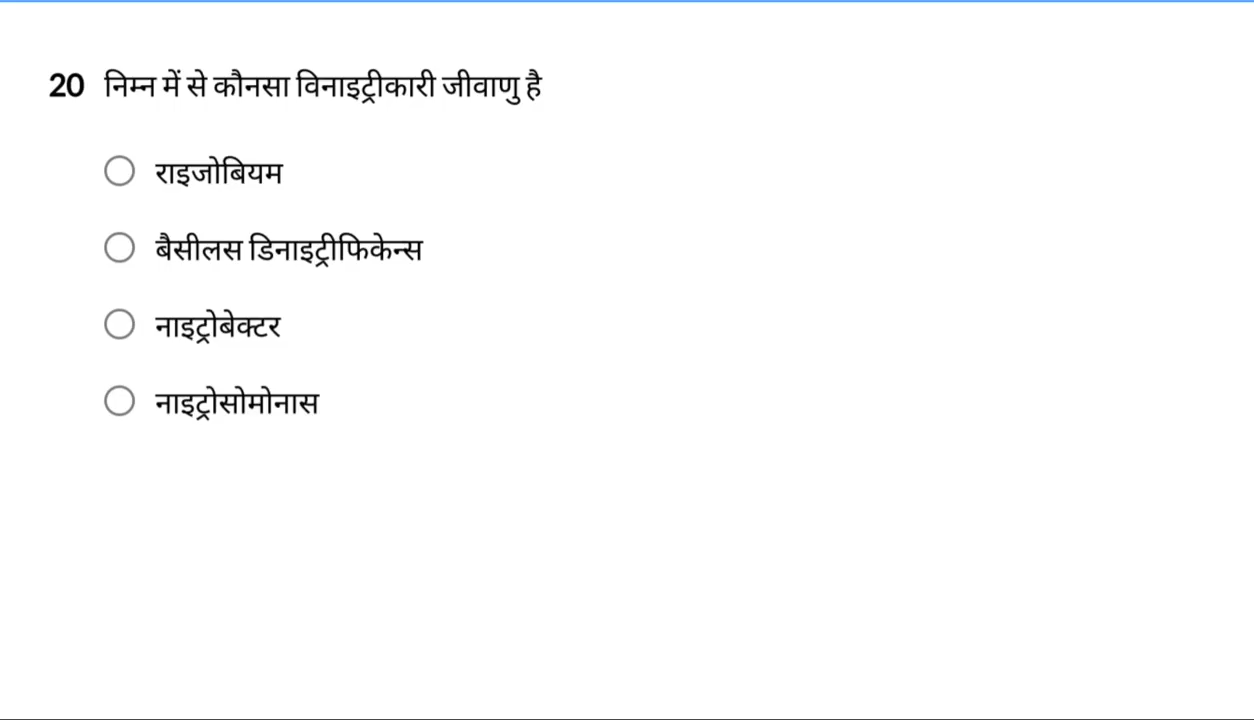 20 निम्न में से कौनसा विनाइट्रीकारी जीवाणु है
राइजोबियम
बैसीलस डिनाइट्रीफिकेन्स
नाइट्रोबेक्टर
नाइट्रोसोमोनास